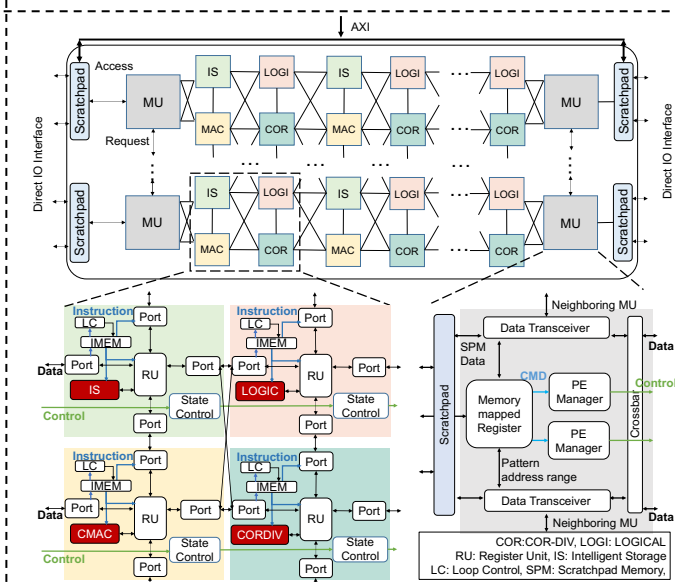 AXI
Direct IO Interface
Scratchpad
Access
MU
Request
IS
LOGI
IS
LOGI
LOGI
MAC
COR
MAC
COR
COR
MU
Scratchpad
Direct IO Interface
Scratchpad
MU
IS
LOGI
IS
LOGI
LOGI
MAC
COR
MAC
COR
COR
MU
Scratchpad
Instruction
Port
LC
IMEM
Data
Port
RU
Port
IS
Control
State
Control
Port
Instruction
Port
LC
IMEM
Port
RU
Port
LOGIC
State
Control
Port
Instruction
Port
LC
IMEM
Data
Port
RU
Port
CMAC
Control
State
Control
Port
Instruction
Port
LC
IMEM
Port
RU
Port
CORDIV
State
Control
Port
Neighboring MU
Data Transceiver
Data
SPM
Data
CMD
PE
Manager
Control
Scratchpad
Memory
mapped
Register
Crossbar
PE
Manager
Pattern
address range
Data Transceiver
Data
Neighboring MU
COR:COR-DIV, LOGI: LOGICAL
RU: Register Unit, IS: Intelligent Storage
LC: Loop Control, SPM: Scratchpad Memory,